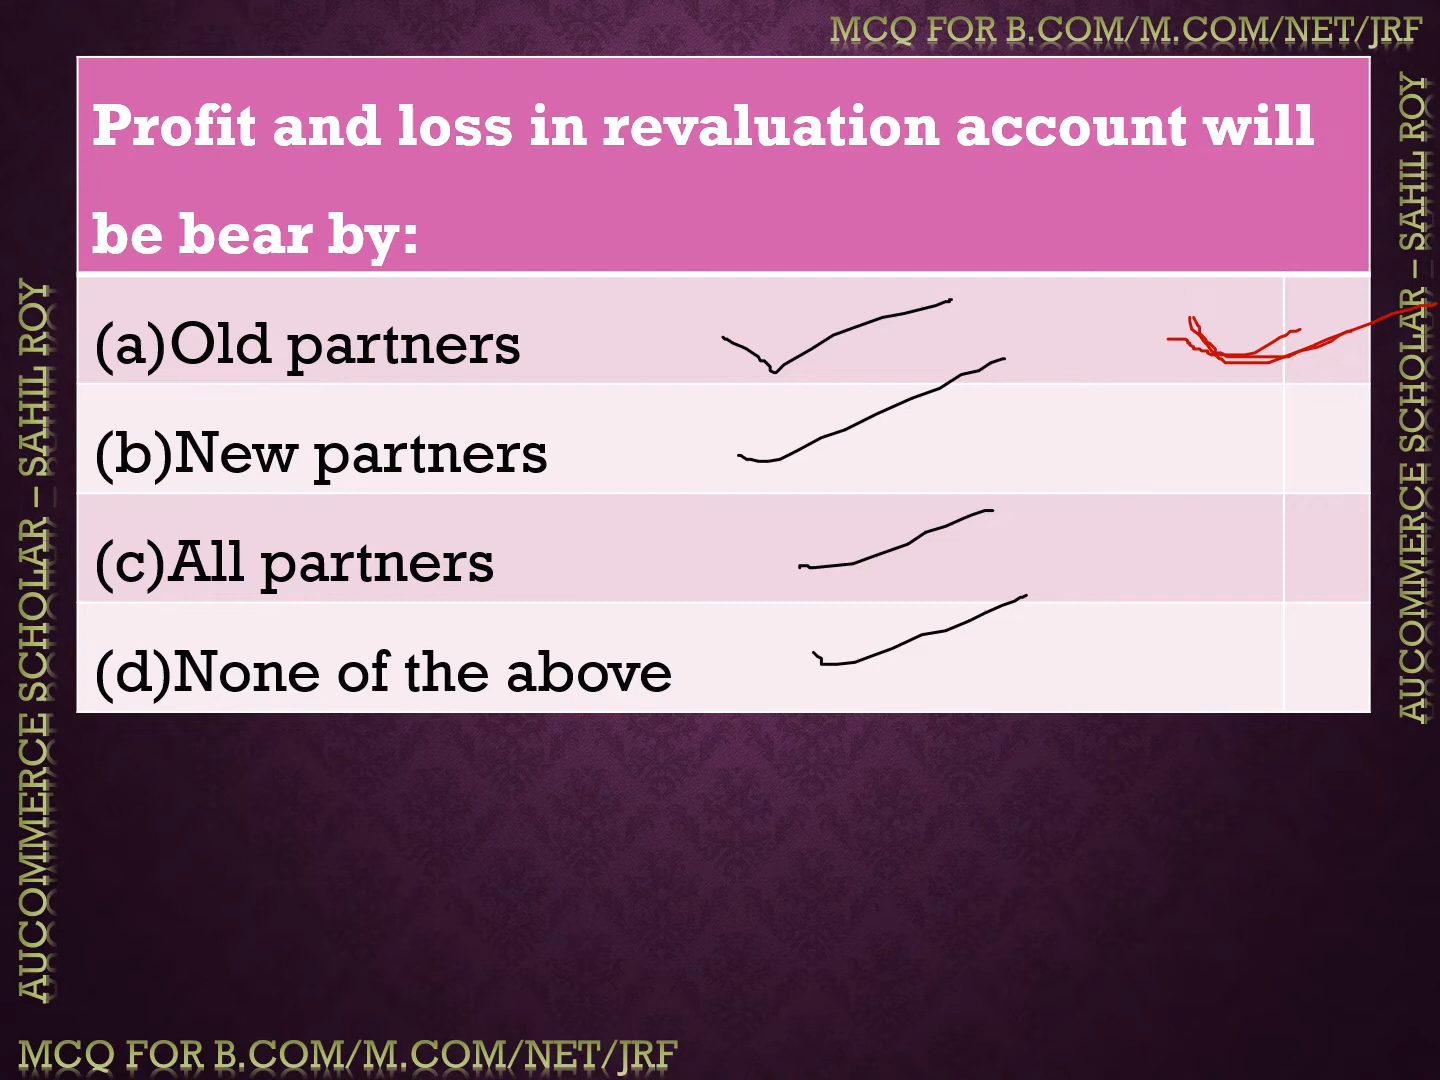 MCQ FOR B.COM/M.COM/NET/JRF
Profit and loss in revaluation account will
be bear by:
(a)Old partners
(b)New partners
(c)All partners
(d)None of the above
AUCOMMERCE SCHOLAR – SAHIL ROY
AUCOMMERCE SCHOLAR – SAHIL ROY
MCQ FOR B.COM/M.COM/NET/JRF